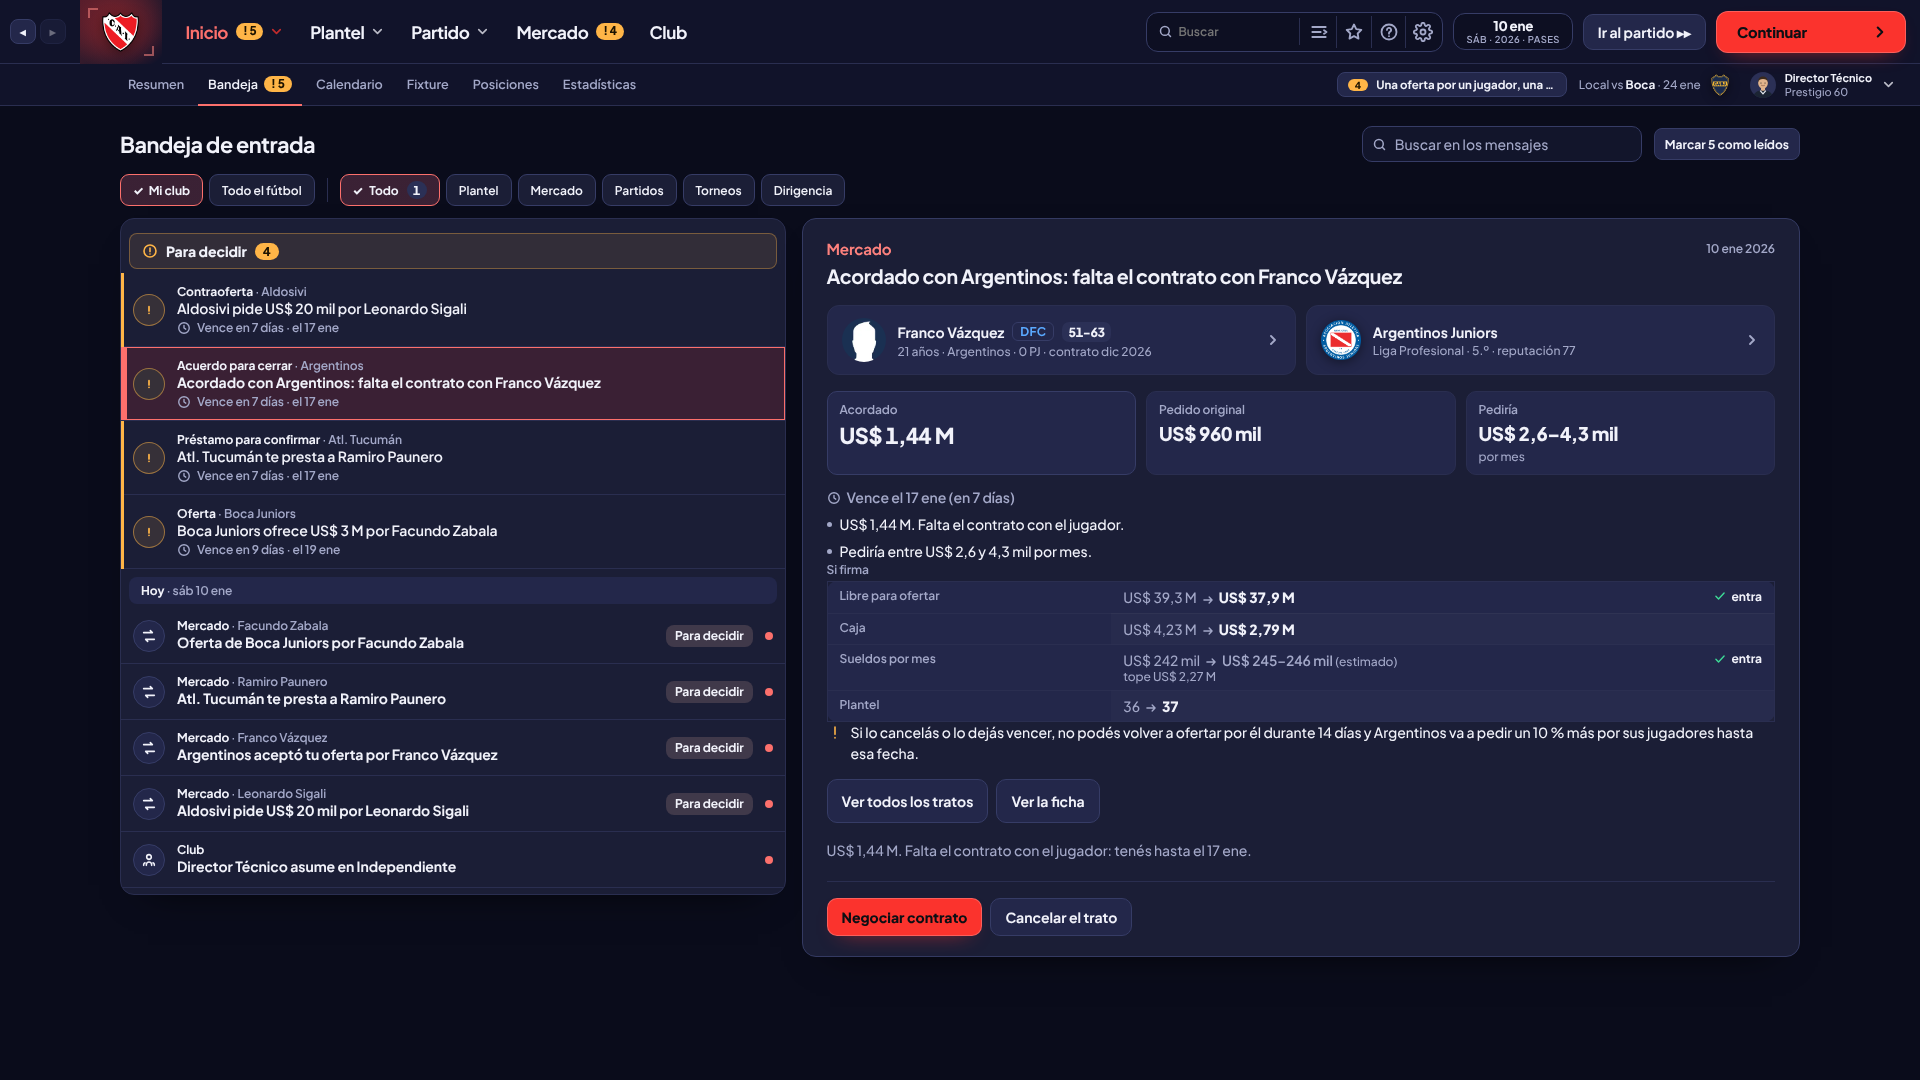 Inicio
! 5
Plantel
Partido
Mercado
! 4
Club
Buscar
10 ene
SÁB · 2026 · PASES
Ir al partido ▸▸
Continuar
Resumen
Bandeja
! 5
Calendario
Fixture
Posiciones
Estadísticas
4
Una oferta por un jugador, una ...
Local vs Boca · 24 ene
Director Técnico
Prestigio 60
Bandeja de entrada
Buscar en los mensajes
Marcar 5 como leídos
Mi club
Todo el fútbol
Todo 1
Plantel
Mercado
Partidos
Torneos
Dirigencia
Para decidir 4
Contraoferta · Aldosivi
Aldosivi pide US$ 20 mil por Leonardo Sigali
Vence en 7 días · el 17 ene
Acuerdo para cerrar · Argentinos
Acordado con Argentinos: falta el contrato con Franco Vázquez
Vence en 7 días · el 17 ene
Préstamo para confirmar · Atl. Tucumán
Atl. Tucumán te presta a Ramiro Paunero
Vence en 7 días · el 17 ene
Oferta · Boca Juniors
Boca Juniors ofrece US$ 3 M por Facundo Zabala
Vence en 9 días · el 19 ene
Hoy · sáb 10 ene
Mercado · Facundo Zabala
Oferta de Boca Juniors por Facundo Zabala
Para decidir
Mercado · Ramiro Paunero
Atl. Tucumán te presta a Ramiro Paunero
Para decidir
Mercado · Franco Vázquez
Argentinos aceptó tu oferta por Franco Vázquez
Para decidir
Mercado · Leonardo Sigali
Aldosivi pide US$ 20 mil por Leonardo Sigali
Para decidir
Club
Director Técnico asume en Independiente
Mercado
10 ene 2026
Acordado con Argentinos: falta el contrato con Franco Vázquez
Franco Vázquez DFC 51–63
21 años · Argentinos · 0 PJ · contrato dic 2026
Argentinos Juniors
Liga Profesional · 5.º · reputación 77
Acordado
US$ 1,44 M
Pedido original
US$ 960 mil
Pediría
US$ 2,6–4,3 mil
por mes
Vence el 17 ene (en 7 días)
• US$ 1,44 M. Falta el contrato con el jugador.
• Pediría entre US$ 2,6 y 4,3 mil por mes.
Si firma
Libre para ofertar
US$ 39,3 M → US$ 37,9 M
entra
Caja
US$ 4,23 M → US$ 2,79 M
Sueldos por mes
US$ 242 mil → US$ 245–246 mil (estimado)
tope US$ 2,27 M
entra
Plantel
36 → 37
! Si lo cancelás o lo dejás vencer, no podés volver a ofertar por él durante 14 días y Argentinos va a pedir un 10 % más por sus jugadores hasta
esa fecha.
Ver todos los tratos
Ver la ficha
US$ 1,44 M. Falta el contrato con el jugador: tenés hasta el 17 ene.
Negociar contrato
Cancelar el trato